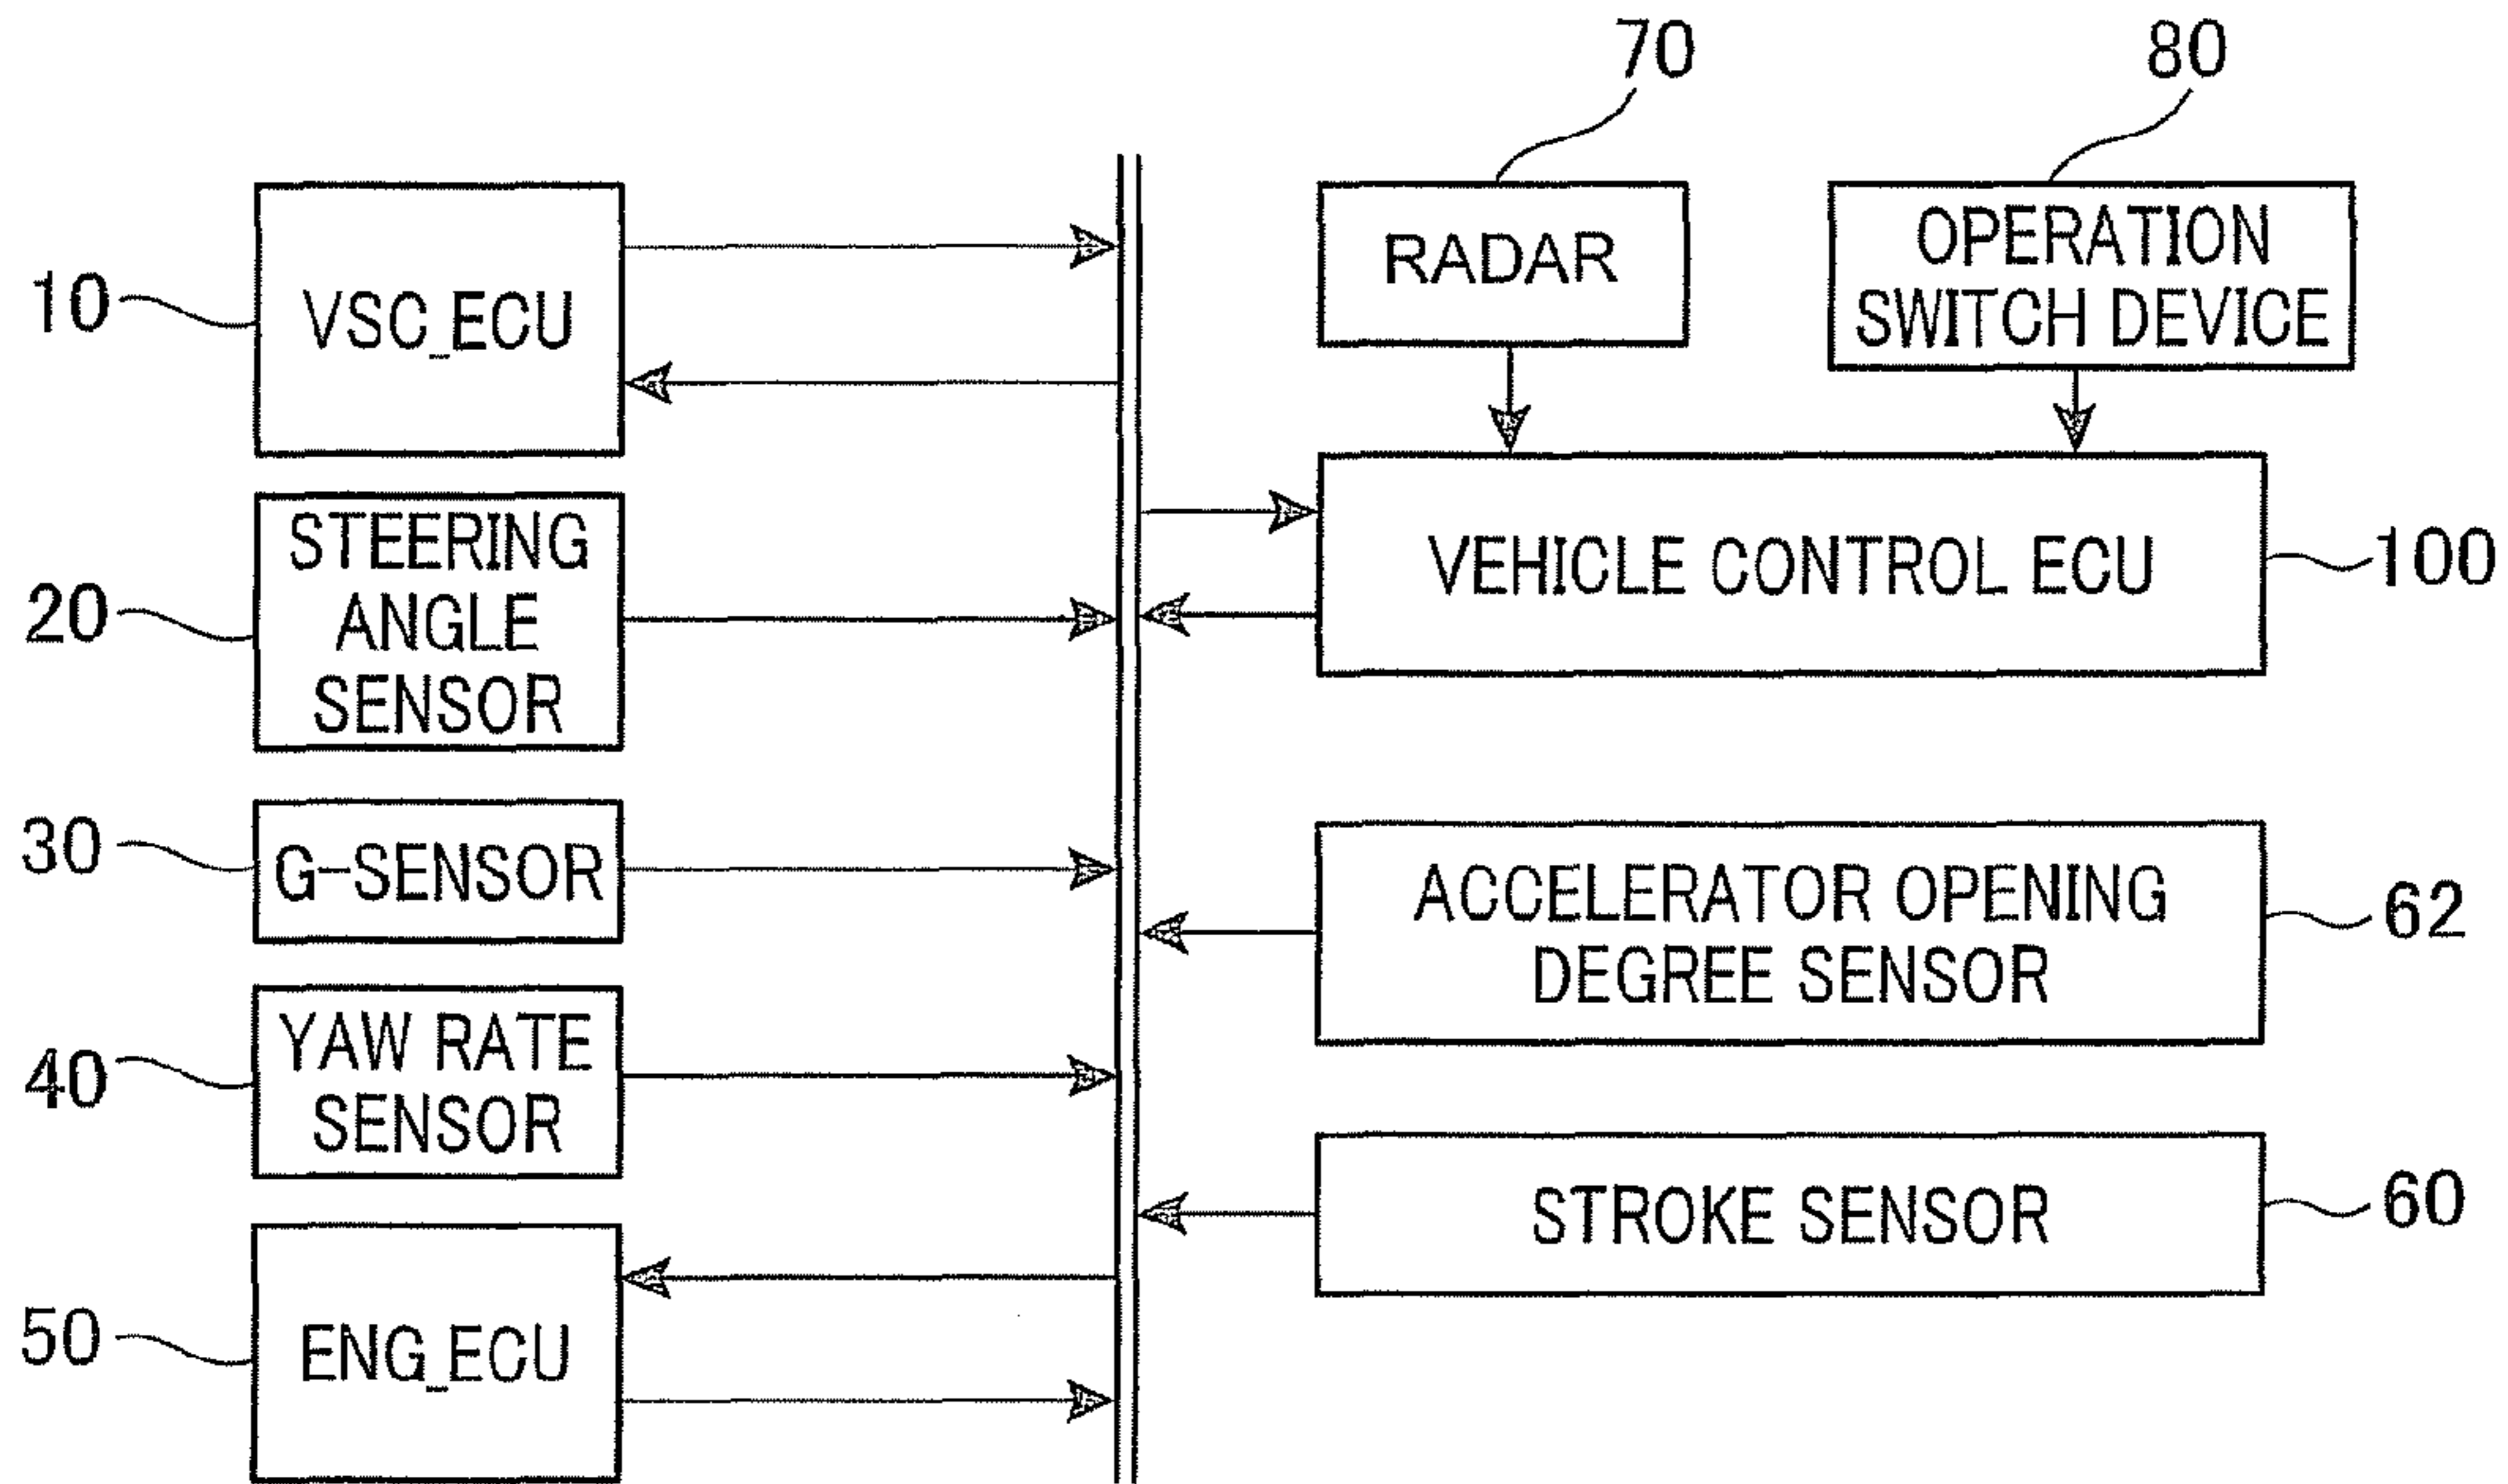 70
80
10
VSC_ECU
RADAR
OPERATION
SWITCH DEVICE
20
STEERING
ANGLE
SENSOR
VEHICLE CONTROL ECU
100
30
G-SENSOR
ACCELERATOR OPENING
DEGREE SENSOR
62
40
YAW RATE
SENSOR
STROKE SENSOR
60
50
ENG_ECU